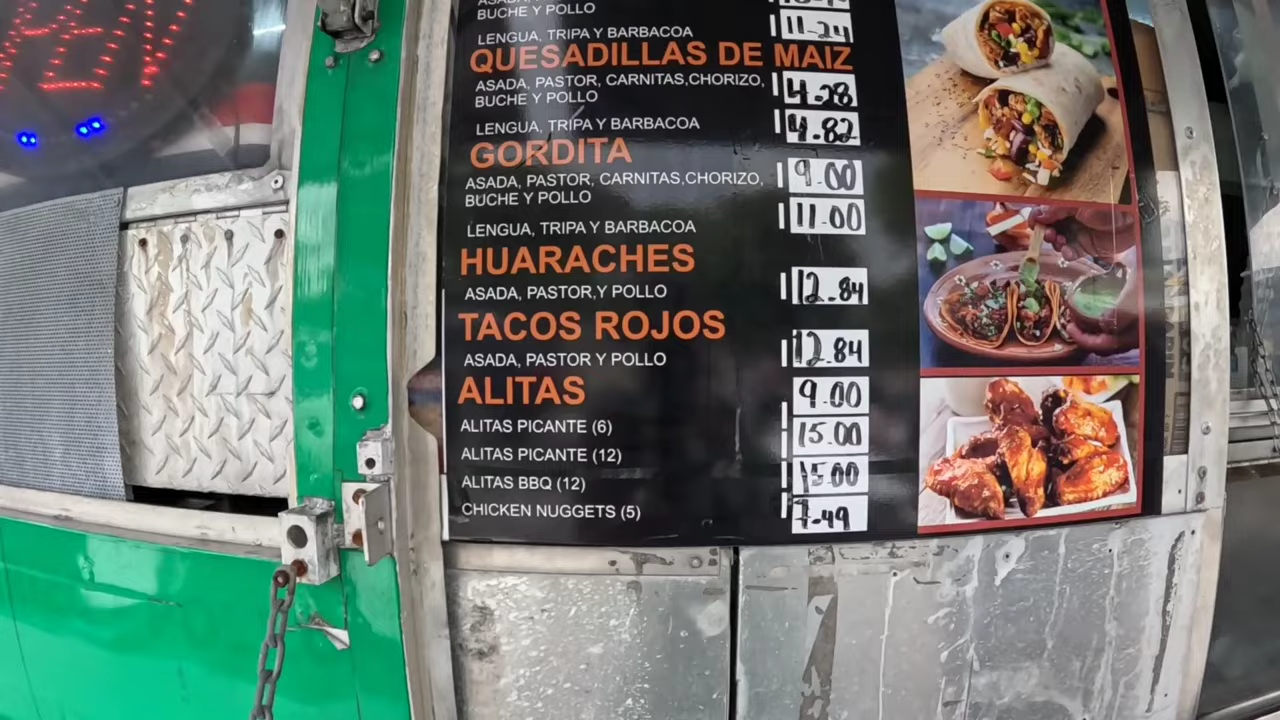 BUCHE Y POLLO
LENGUA, TRIPA Y BARBACOA 11-24
QUESADILLAS DE MAIZ
ASADA, PASTOR, CARNITAS,CHORIZO, 4.28
BUCHE Y POLLO
LENGUA, TRIPA Y BARBACOA 4.82
GORDITA
ASADA, PASTOR, CARNITAS,CHORIZO, 9.00
BUCHE Y POLLO
LENGUA, TRIPA Y BARBACOA 11.00
HUARACHES
ASADA, PASTOR,Y POLLO 12.84
TACOS ROJOS
ASADA, PASTOR Y POLLO 12.84
ALITAS
ALITAS PICANTE (6) 9.00
ALITAS PICANTE (12) 15.00
ALITAS BBQ (12) 15.00
CHICKEN NUGGETS (5) 7-49